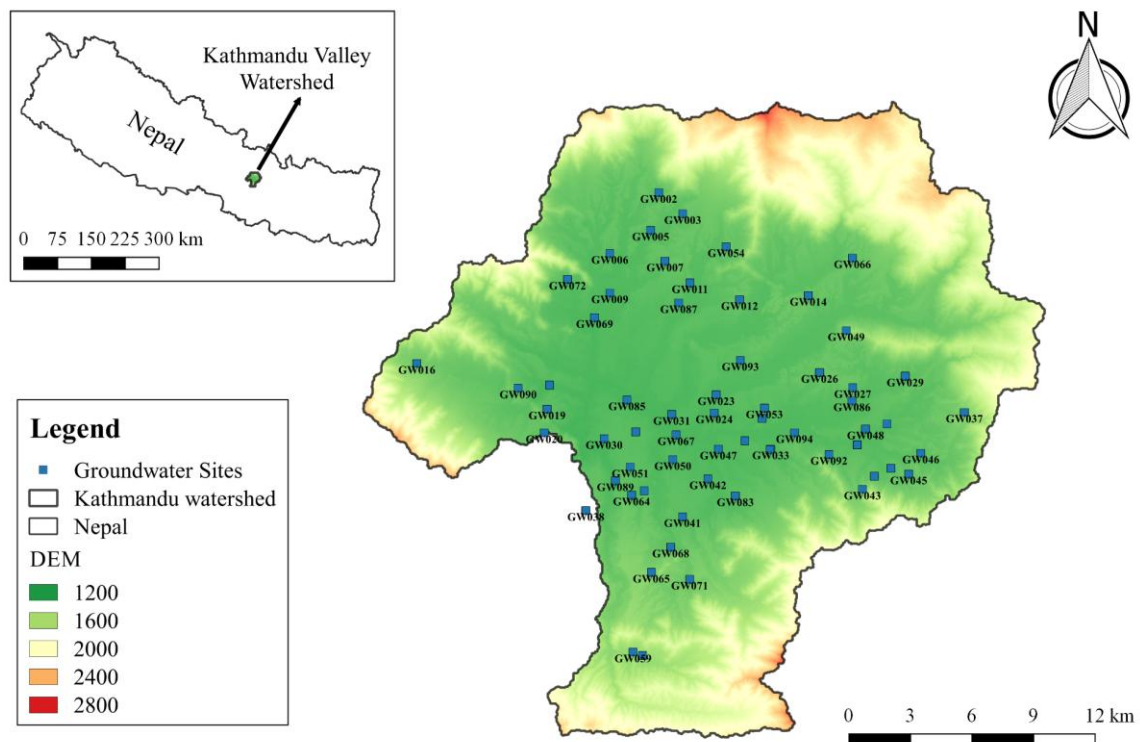 Kathmandu Valley
Watershed
Nepal
0 75 150 225 300 km
N
GW002
GW003
GW005
GW054
GW006
GW007
GW066
GW072
GW011
GW009
GW087
GW012
GW014
GW069
GW049
GW016
GW093
GW026
GW029
GW090
GW027
GW085
GW023
GW086
GW019
GW031
GW024
GW053
GW037
GW020
GW030
GW067
GW094
GW048
GW047
GW033
GW092
GW046
GW051
GW050
GW089
GW042
GW045
GW064
GW083
GW043
GW038
GW041
GW068
GW065
GW071
GW059
Legend
Groundwater Sites
Kathmandu watershed
Nepal
DEM
1200
1600
2000
2400
2800
0 3 6 9 12 km